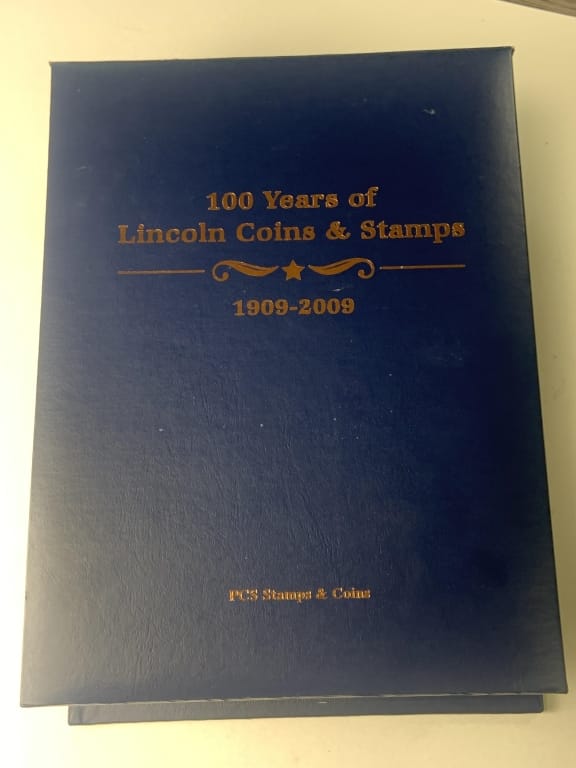 100 Years of
Lincoln Coins & Stamps
1909-2009
PCS Stamps & Coins